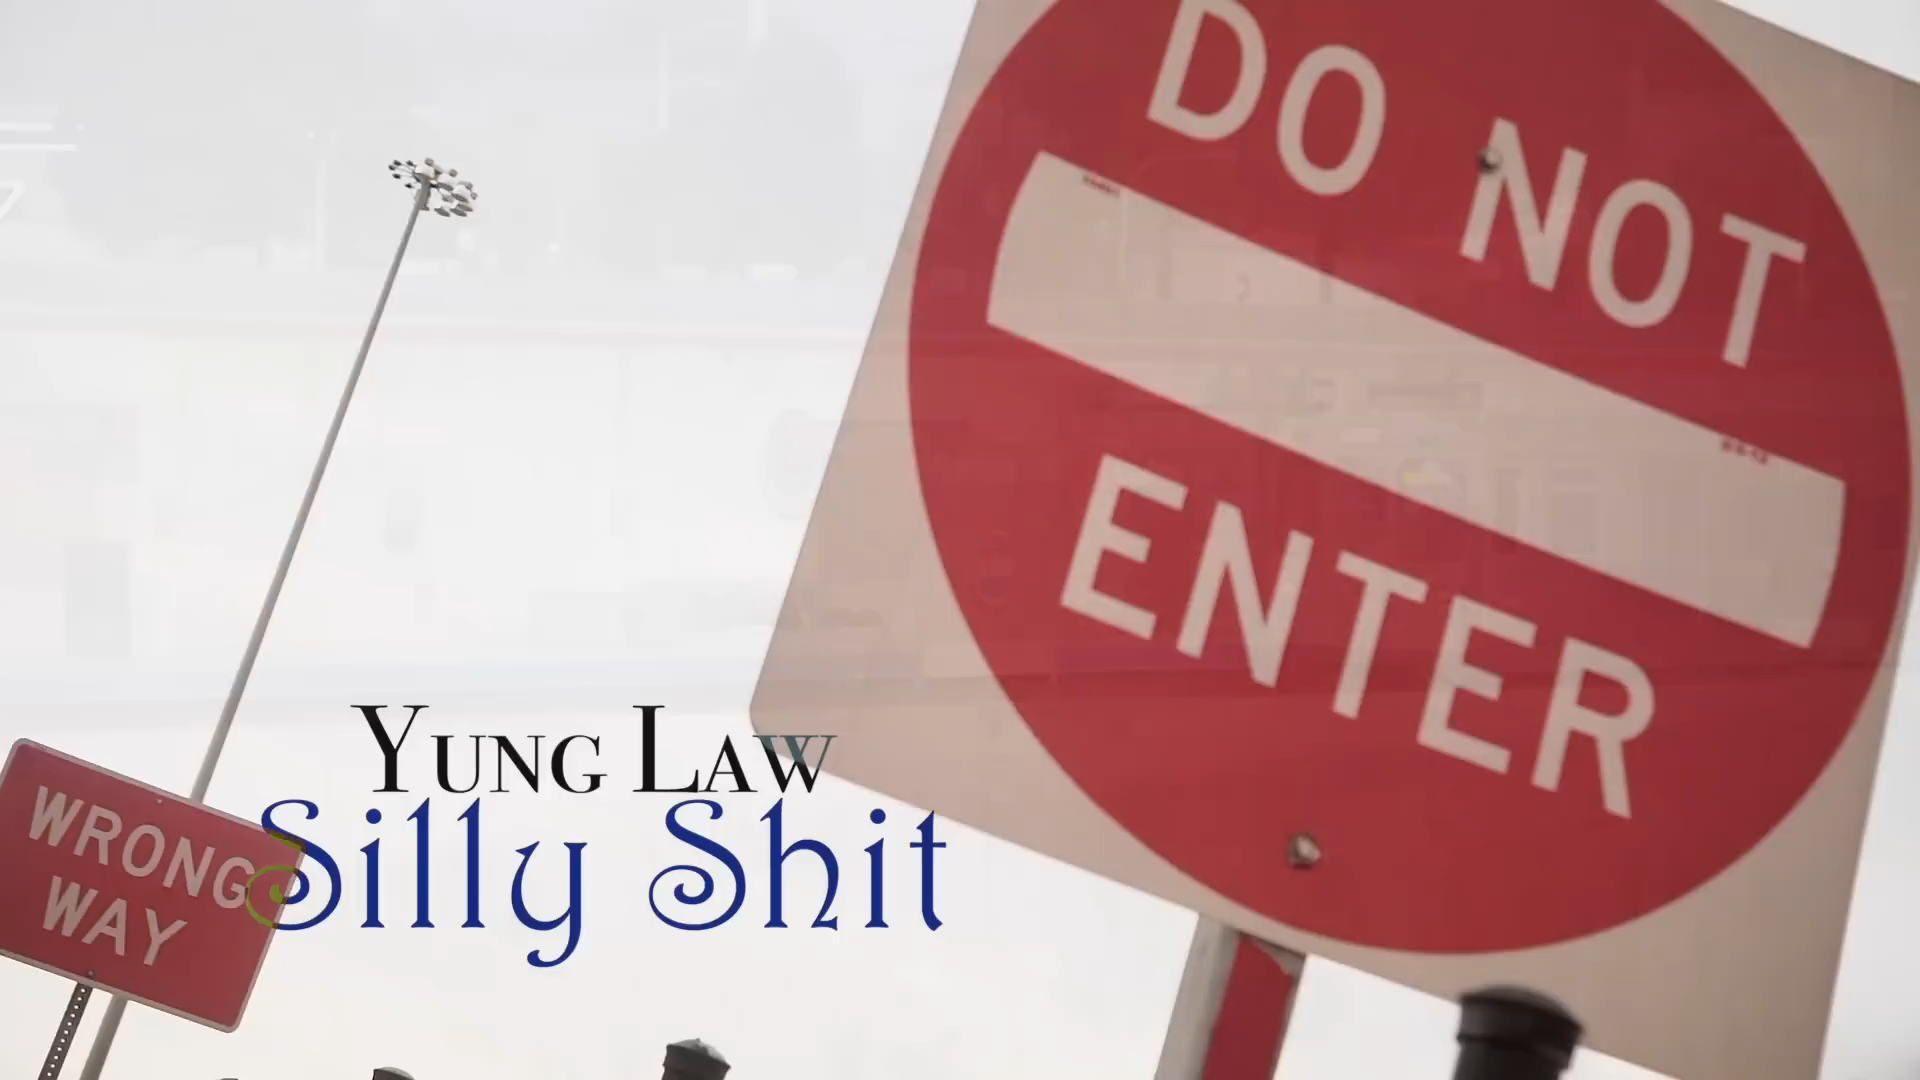 DO NOT
ENTER
YUNG LAW
Silly Shit
WRONG
WAY